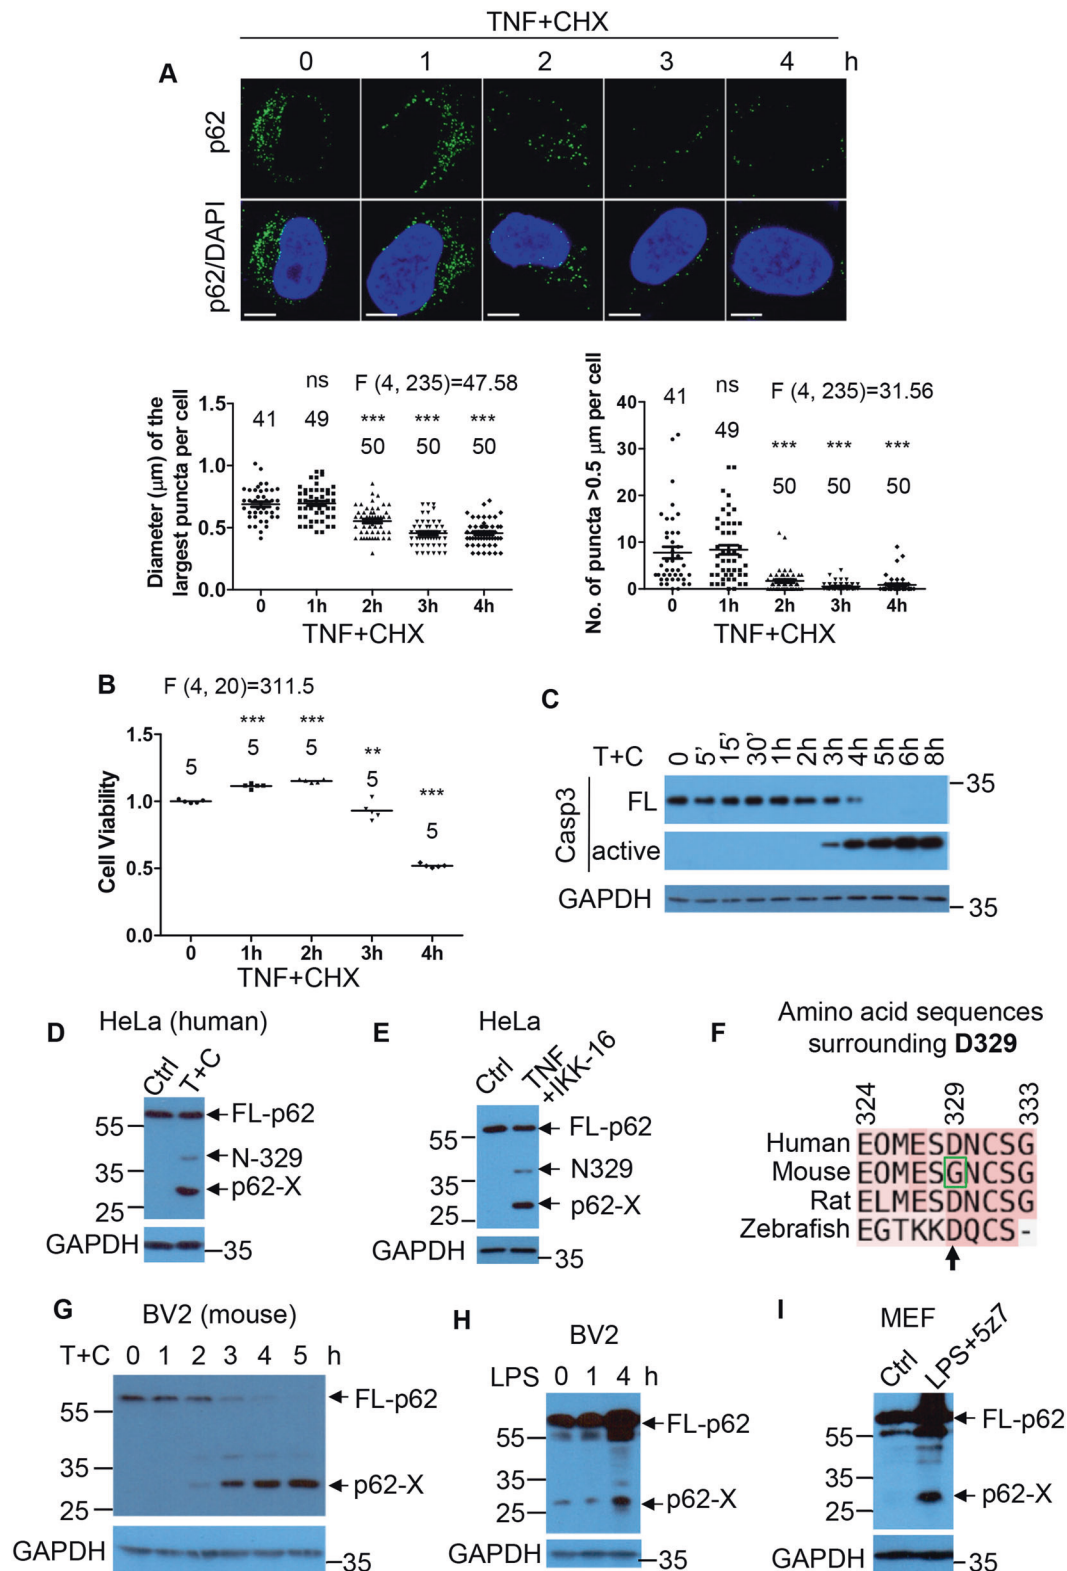 TNF+CHX
0 1 2 3 4 h
A
p62
p62/DAPI
ns F (4, 235)=47.58
41 49 *** *** ***
50 50 50
Diameter (μm) of the
largest puncta per cell
1.5
1.0
0.5
0.0
0 1h 2h 3h 4h
TNF+CHX
ns F (4, 235)=31.56
41 49 *** *** ***
50 50 50
No. of puncta >0.5 μm per cell
40
30
20
10
0
0 1h 2h 3h 4h
TNF+CHX
B
F (4, 20)=311.5
*** *** ** ***
5 5 5 5 5
Cell Viability
1.5
1.0
0.5
0.0
0 1h 2h 3h 4h
TNF+CHX
C
T+C 0 5' 15' 30' 1h 2h 3h 4h 5h 6h 8h
Casp3
FL
35
active
GAPDH
35
D
HeLa (human)
Ctrl T+C
FL-p62
55
N-329
35
p62-X
25
GAPDH
35
E
HeLa
Ctrl TNF
+IKK-16
FL-p62
55
N329
35
p62-X
25
GAPDH
35
F
Amino acid sequences
surrounding D329
324 329 333
Human EOMESDNCSG
Mouse EOMESGNCSG
Rat ELMESDNCSG
Zebrafish EGTKKDQCS-
G
BV2 (mouse)
T+C 0 1 2 3 4 5 h
FL-p62
55
35
p62-X
25
GAPDH
35
H
BV2
LPS 0 1 4 h
FL-p62
55
35
p62-X
25
GAPDH
35
I
MEF
Ctrl LPS+5z7
FL-p62
55
35
p62-X
25
GAPDH
35